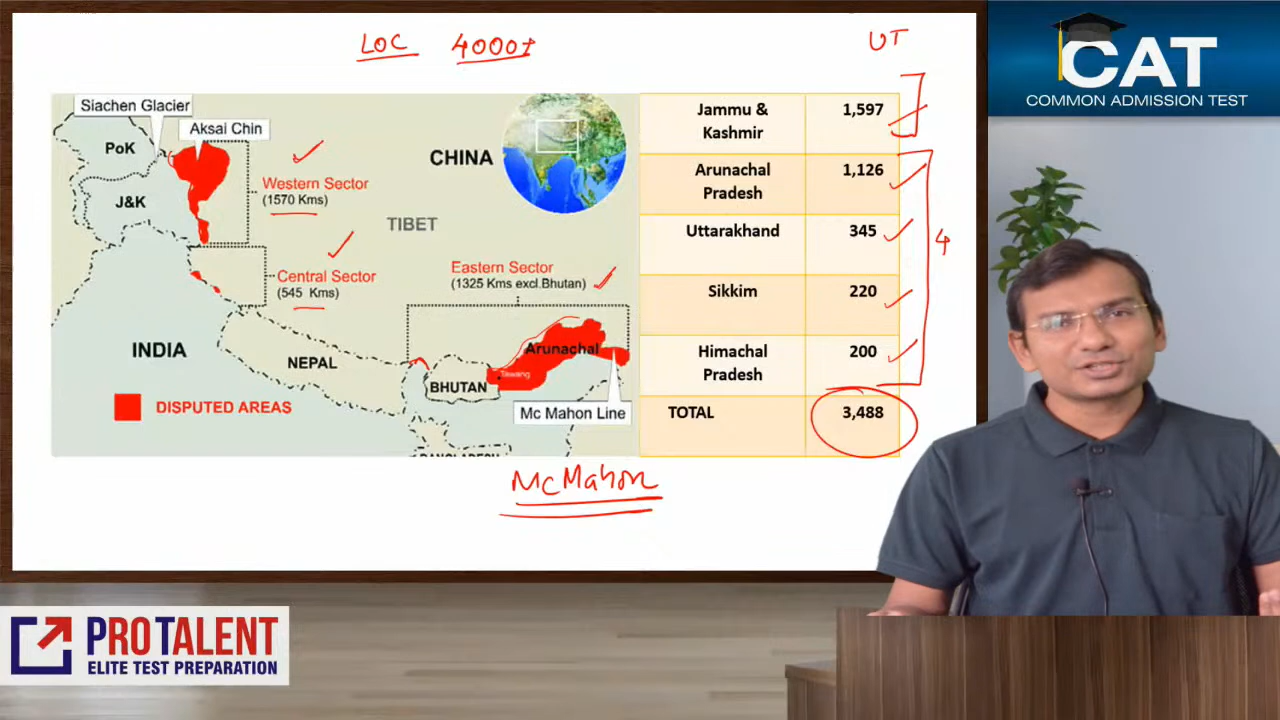 LOC 4000+
UT
Siachen Glacier
Aksai Chin
PoK
J&K
Western Sector
(1570 Kms)
CHINA
TIBET
Central Sector
(545 Kms)
Eastern Sector
(1325 Kms excl.Bhutan)
INDIA
NEPAL
BHUTAN
Arunachal
Tawang
DISPUTED AREAS
Mc Mahon Line
BANGLADESH
Jammu &
Kashmir
1,597
Arunachal
Pradesh
1,126
Uttarakhand 345
Sikkim 220
Himachal
Pradesh
200
TOTAL 3,488
4
McMahon
CAT
COMMON ADMISSION TEST
PROTALENT
ELITE TEST PREPARATION